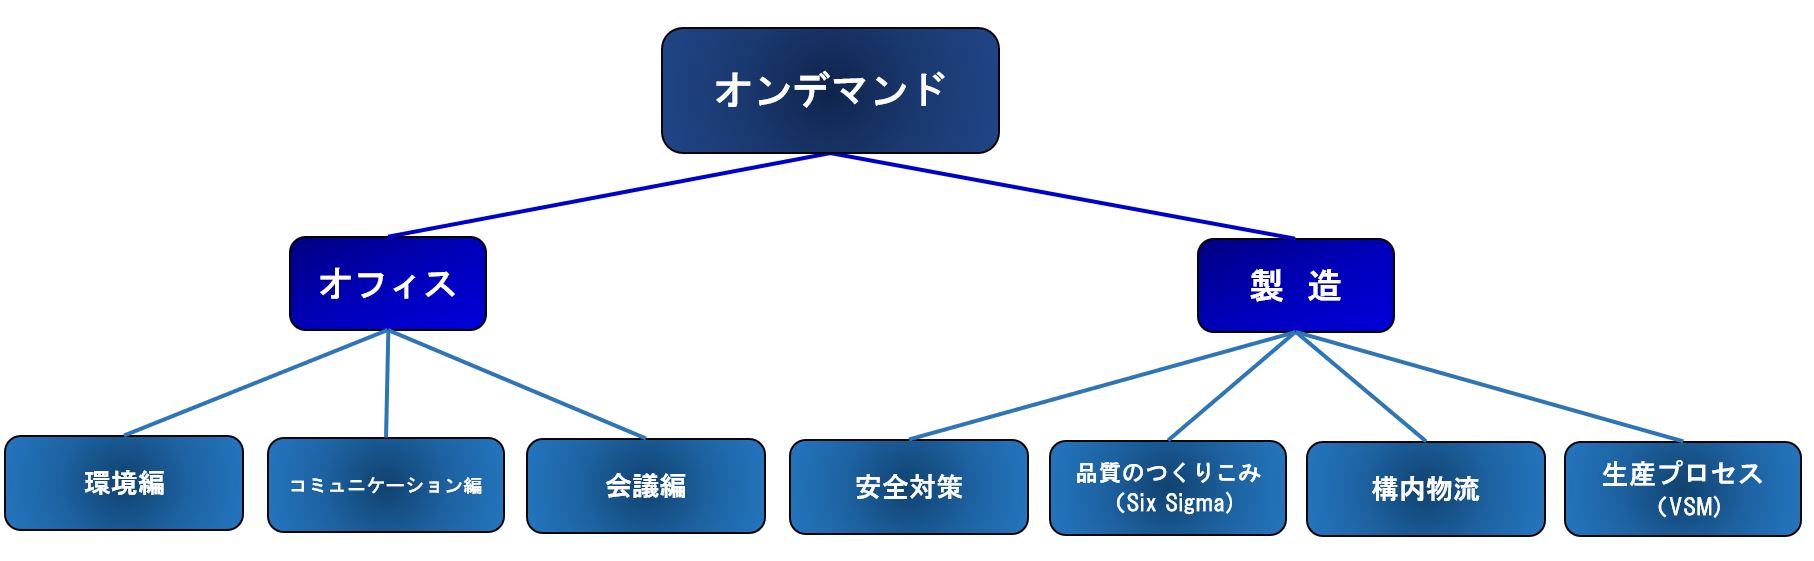 オンデマンド
オフィス
製　造
環境編
コミュニケーション編
会議編
安全対策
品質のつくりこみ
（Six Sigma）
構内物流
生産プロセス
（VSM）